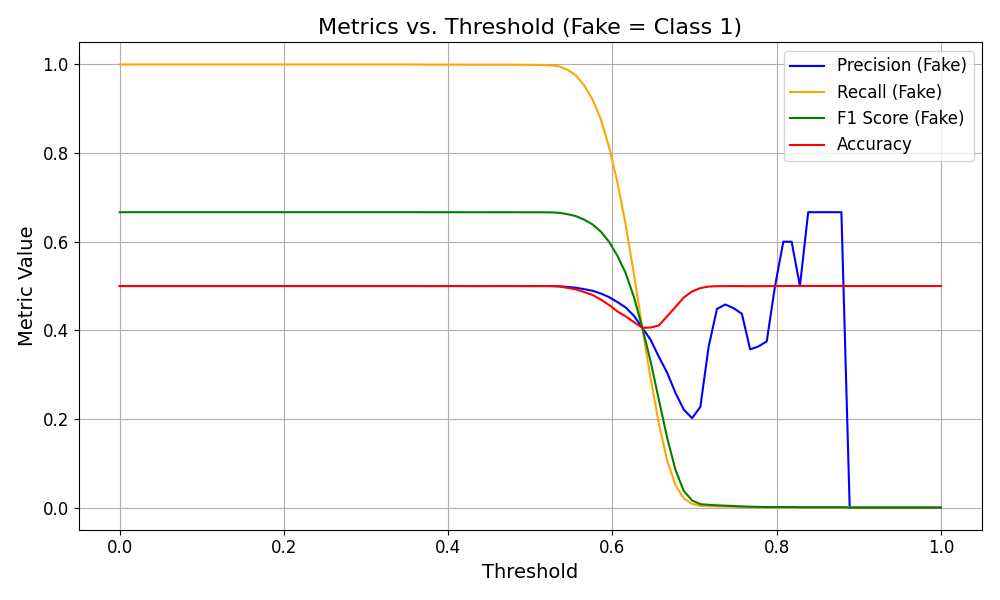 Metrics vs. Threshold (Fake = Class 1)
Metric Value
1.0
0.8
0.6
0.4
0.2
0.0
Precision (Fake)
Recall (Fake)
F1 Score (Fake)
Accuracy
0.0 0.2 0.4 0.6 0.8 1.0
Threshold